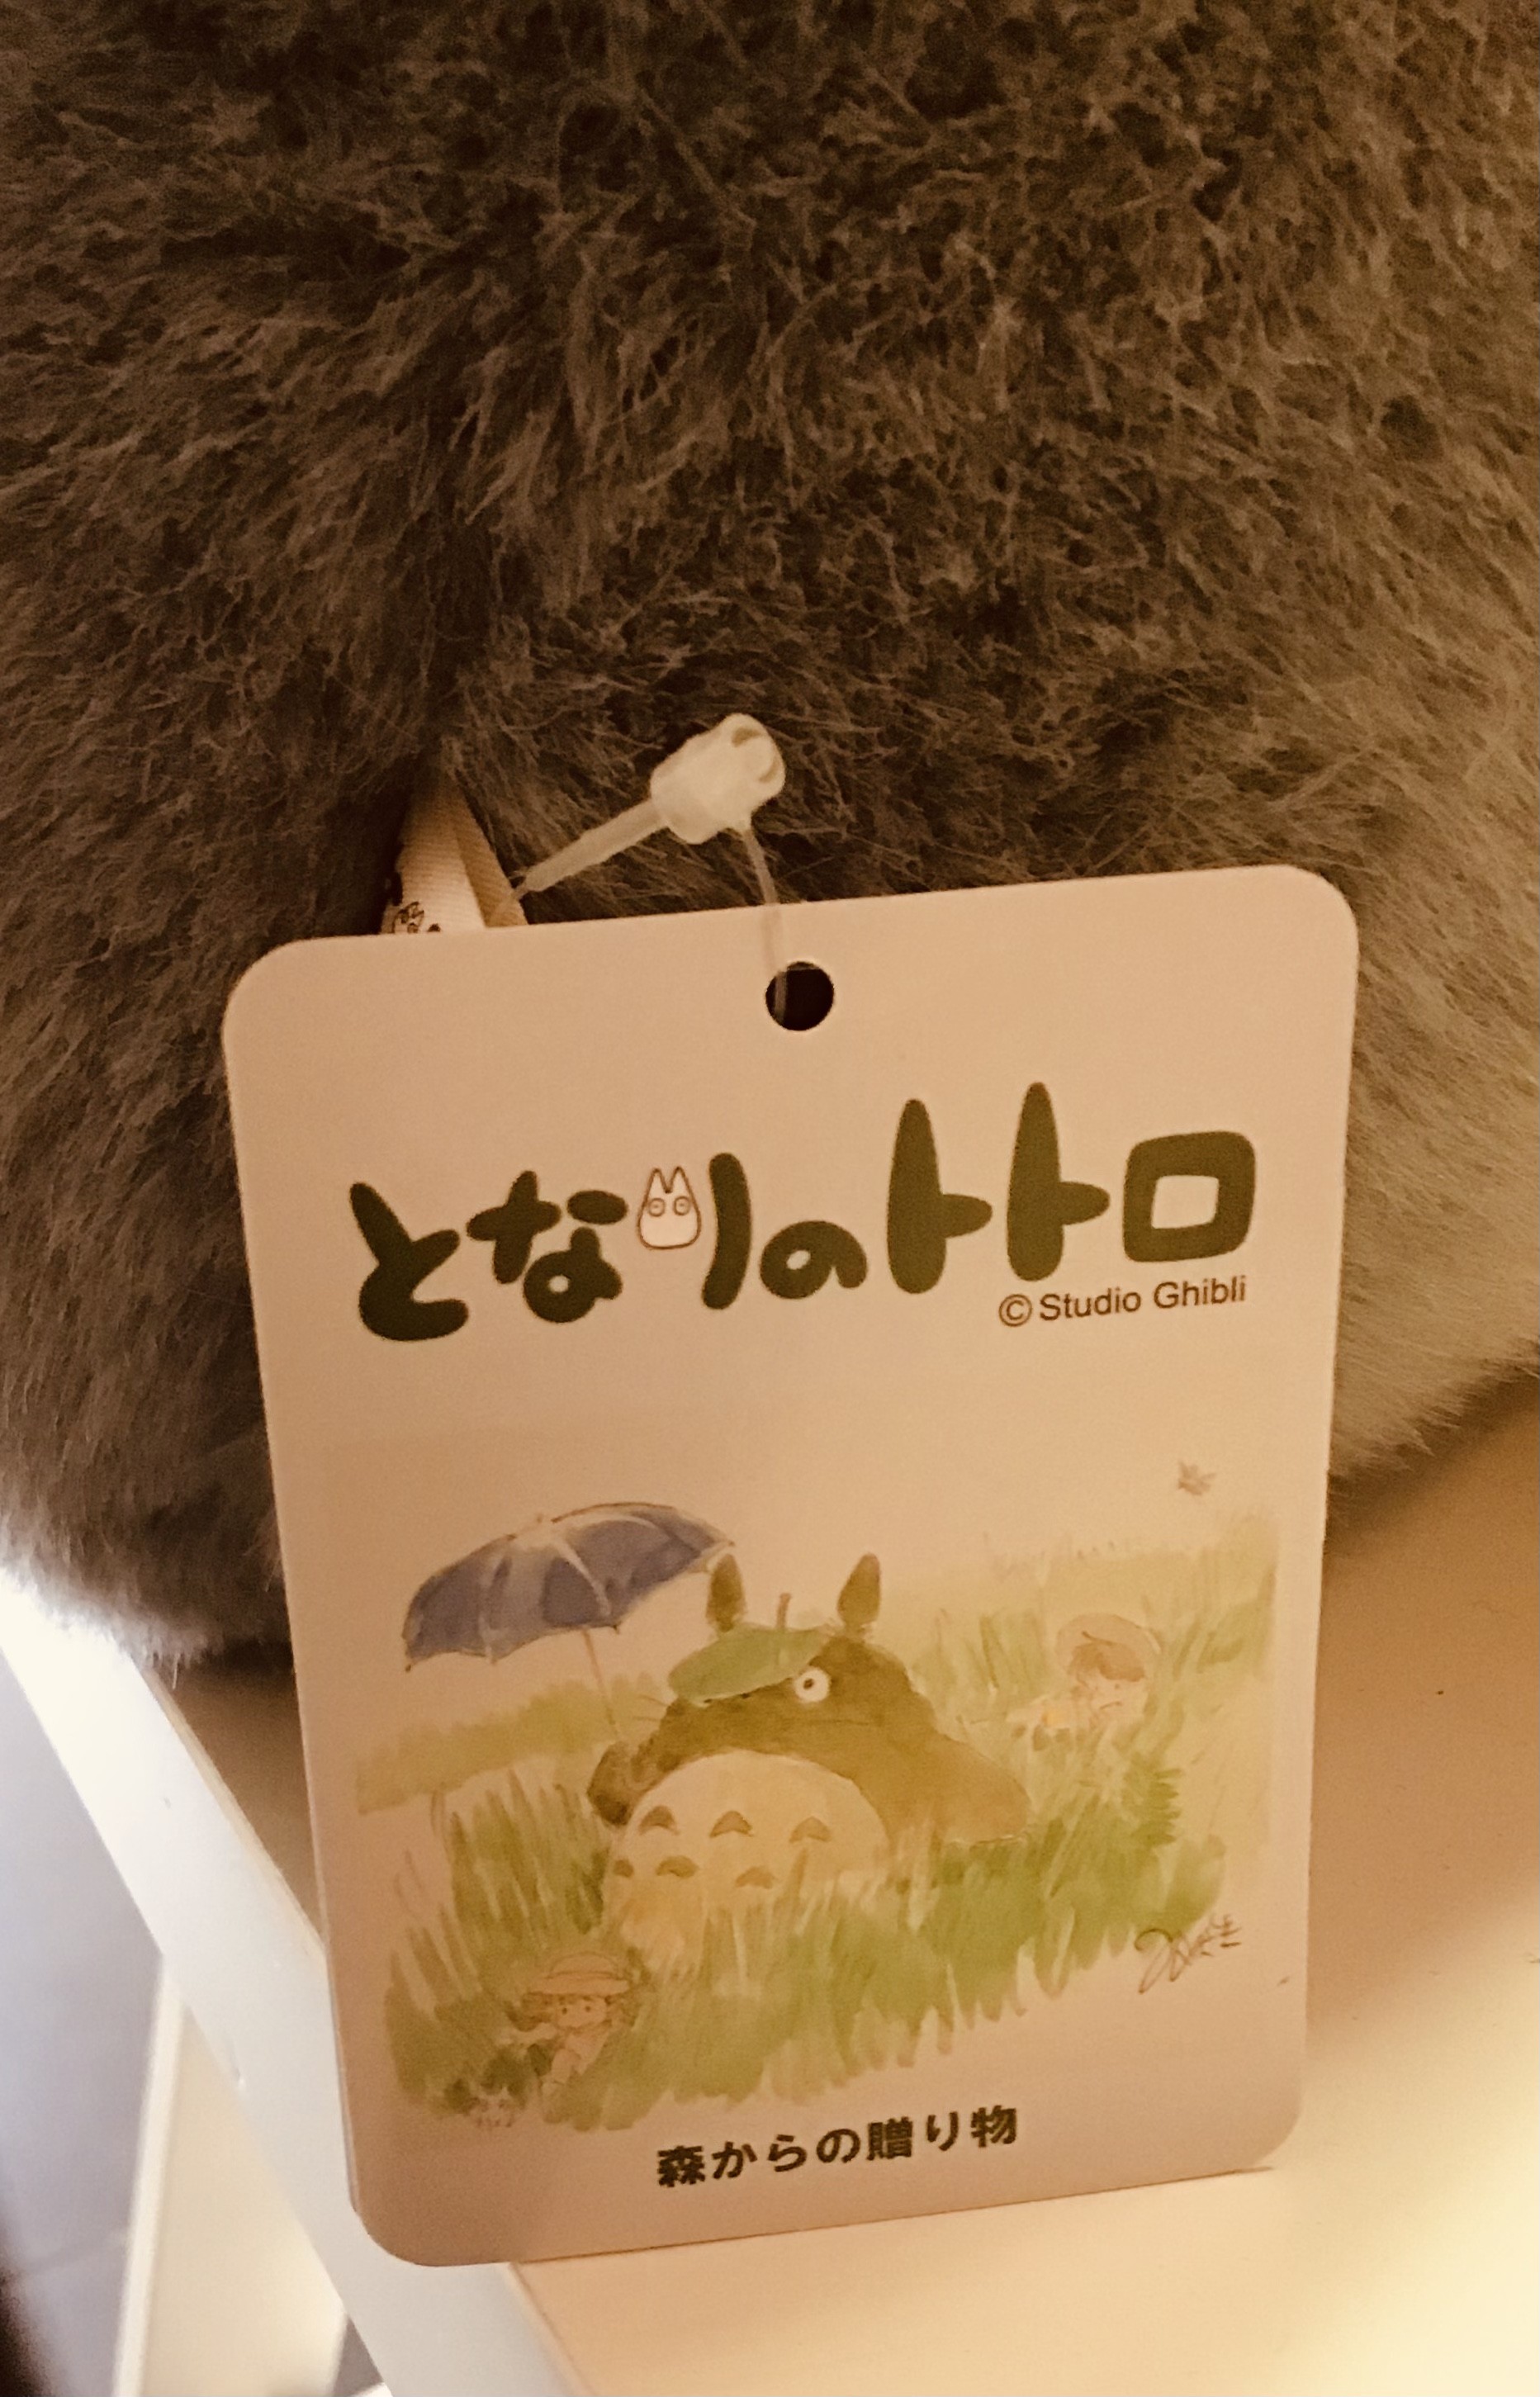 となりのトトロ
©Studio Ghibli
森からの贈り物